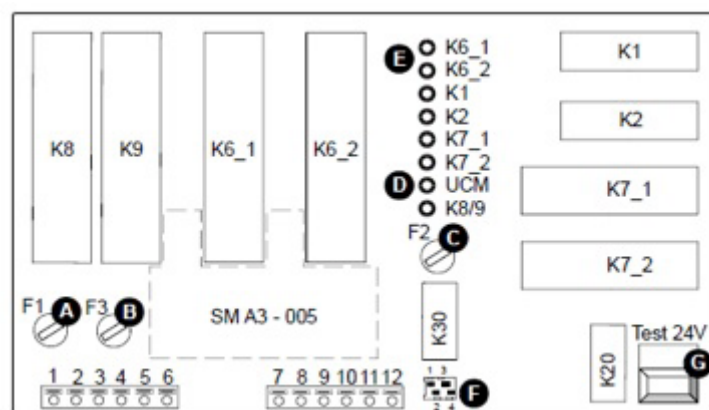 K8
K9
K6_1
K6_2
E
K6_1
K6_2
K1
K2
K7_1
K7_2
D
UCM
K8/9
F2
C
K1
K2
K7_1
K7_2
F1
A
F3
B
SM A3 - 005
K30
K20
Test 24V
G
1 2 3 4 5 6
7 8 9 10 11 12
1 3
F
2 4